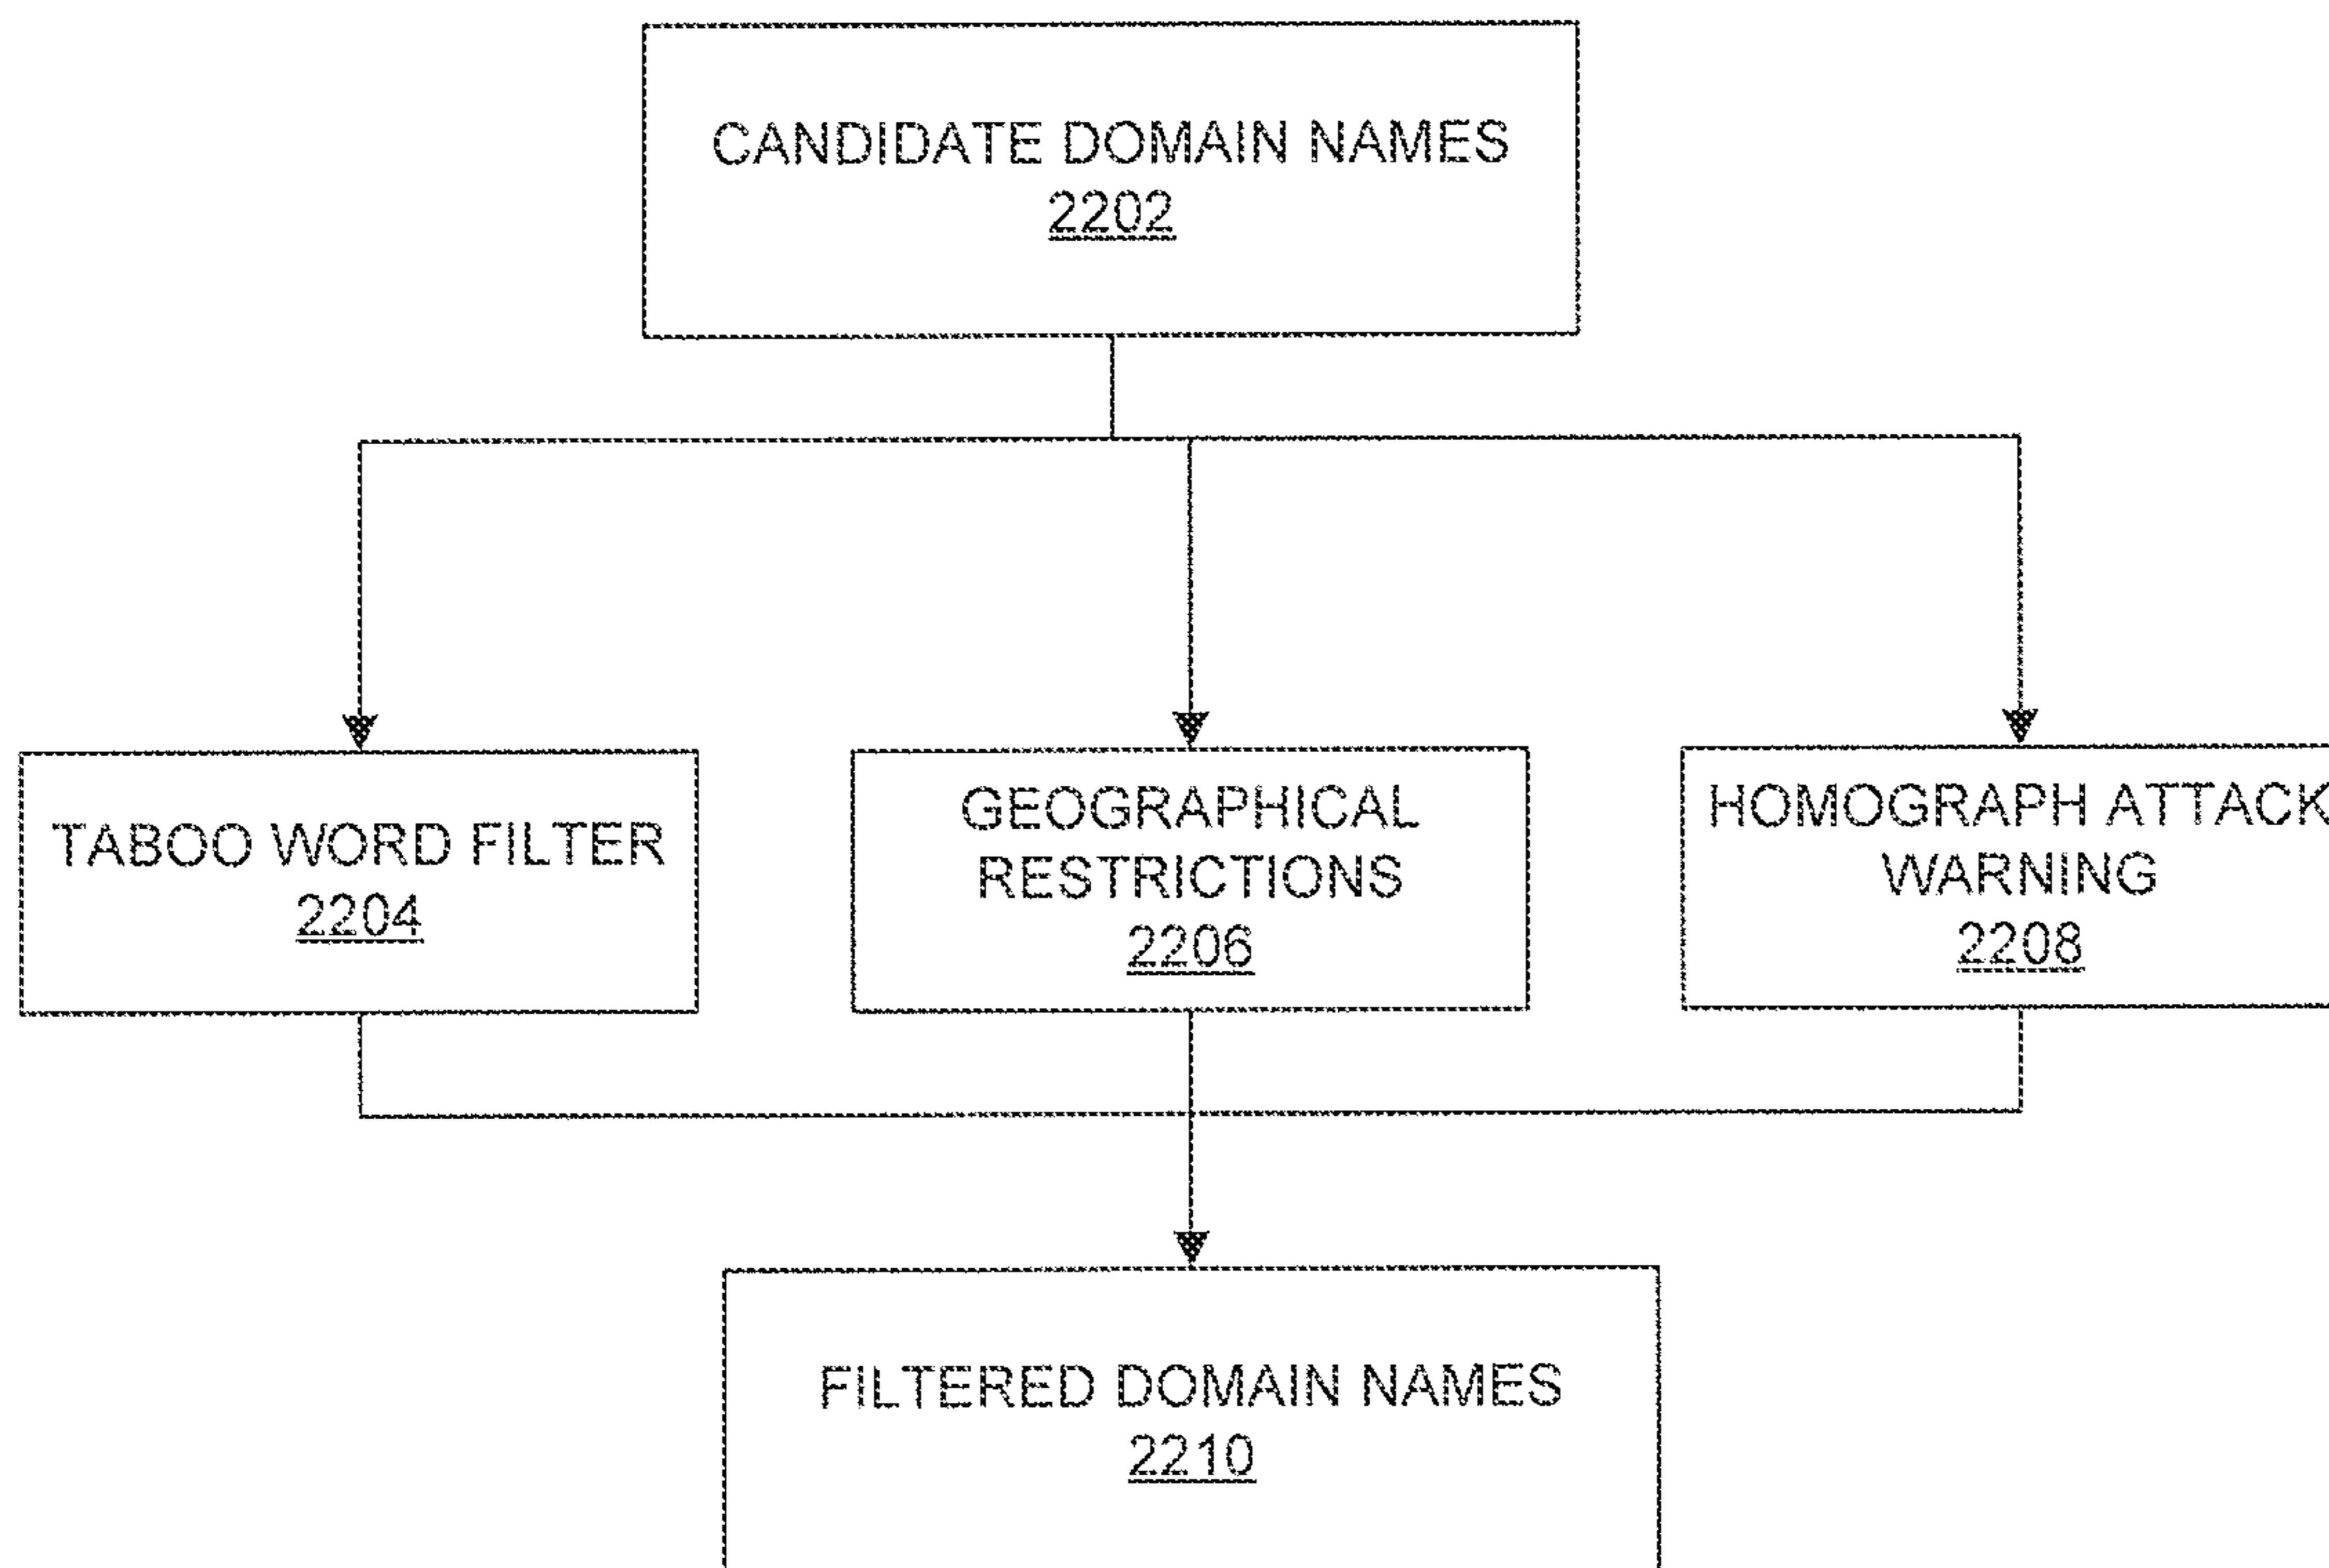 CANDIDATE DOMAIN NAMES
2202
TABOO WORD FILTER
2204
GEOGRAPHICAL
RESTRICTIONS
2206
HOMOGRAPH ATTACK
WARNING
2208
FILTERED DOMAIN NAMES
2210